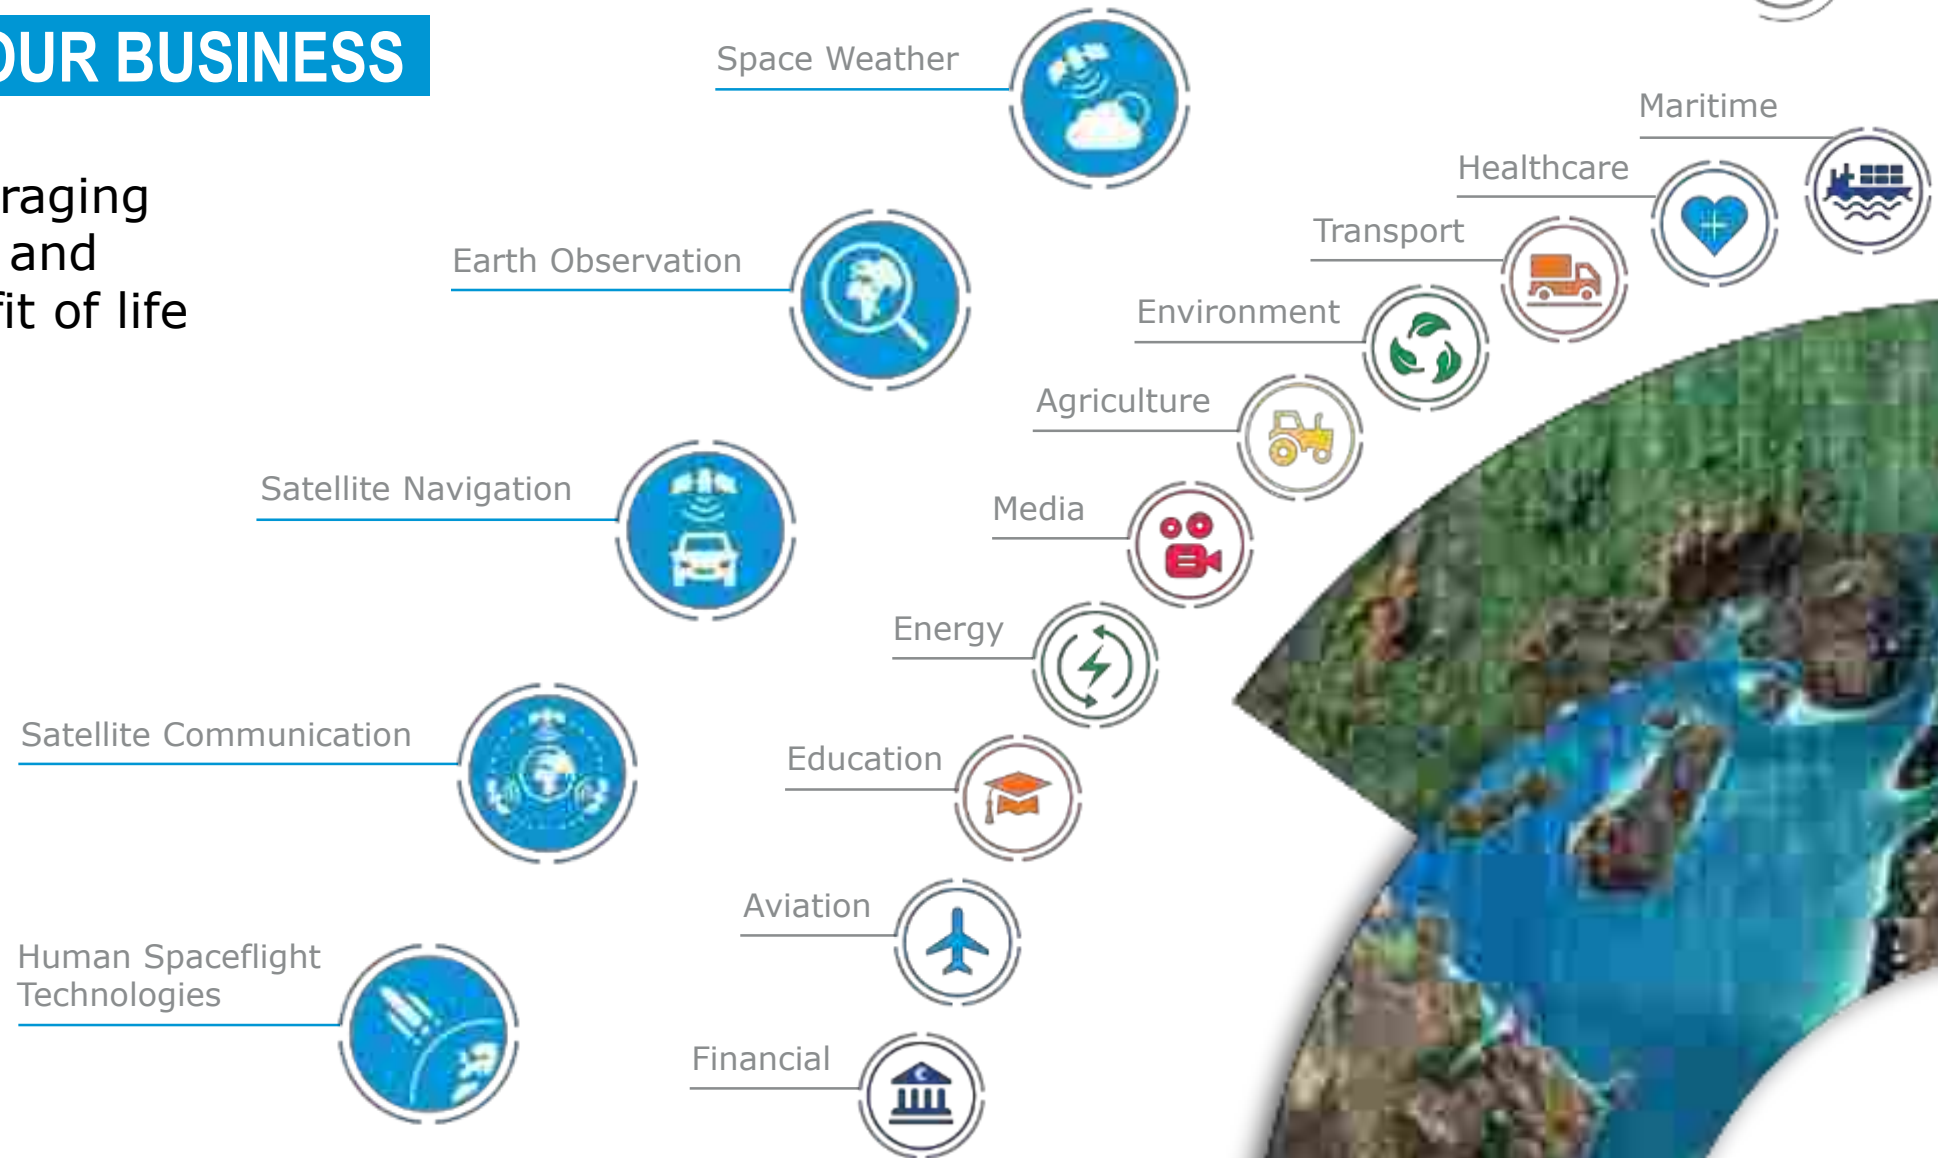 OUR BUSINESS
raging
and
fit of life
Space Weather
Earth Observation
Satellite Navigation
Satellite Communication
Human Spaceflight
Technologies
Maritime
Healthcare
Transport
Environment
Agriculture
Media
Energy
Education
Aviation
Financial